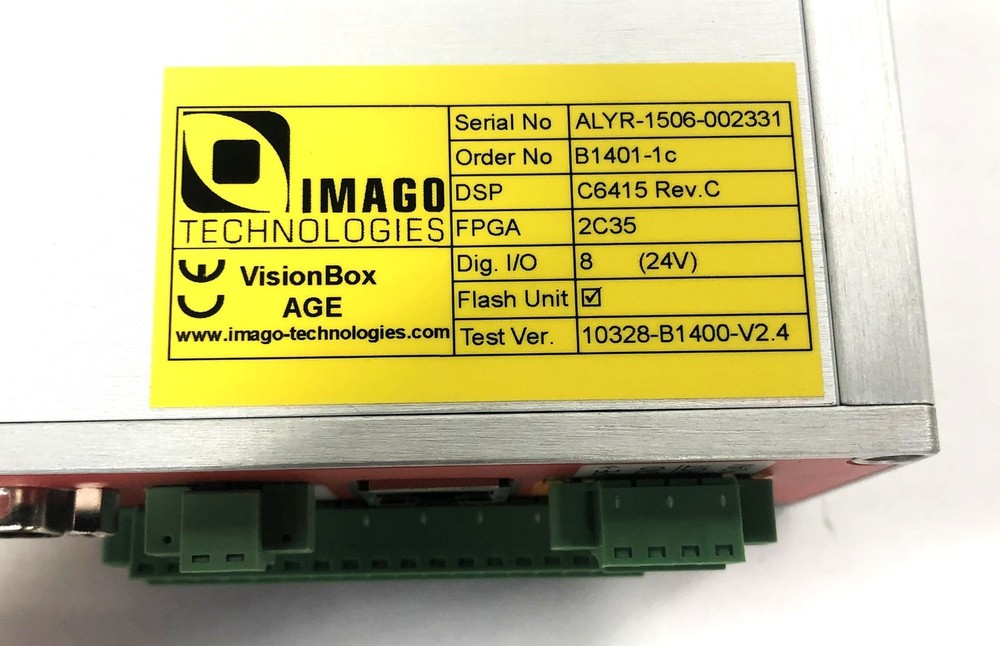 IMAGO
TECHNOLOGIES
CE
VisionBox
AGE
www.imago-technologies.com
Serial No ALYR-1506-002331
Order No B1401-1c
DSP C6415 Rev.C
FPGA 2C35
Dig. I/O 8 (24V)
Flash Unit ☑
Test Ver. 10328-B1400-V2.4